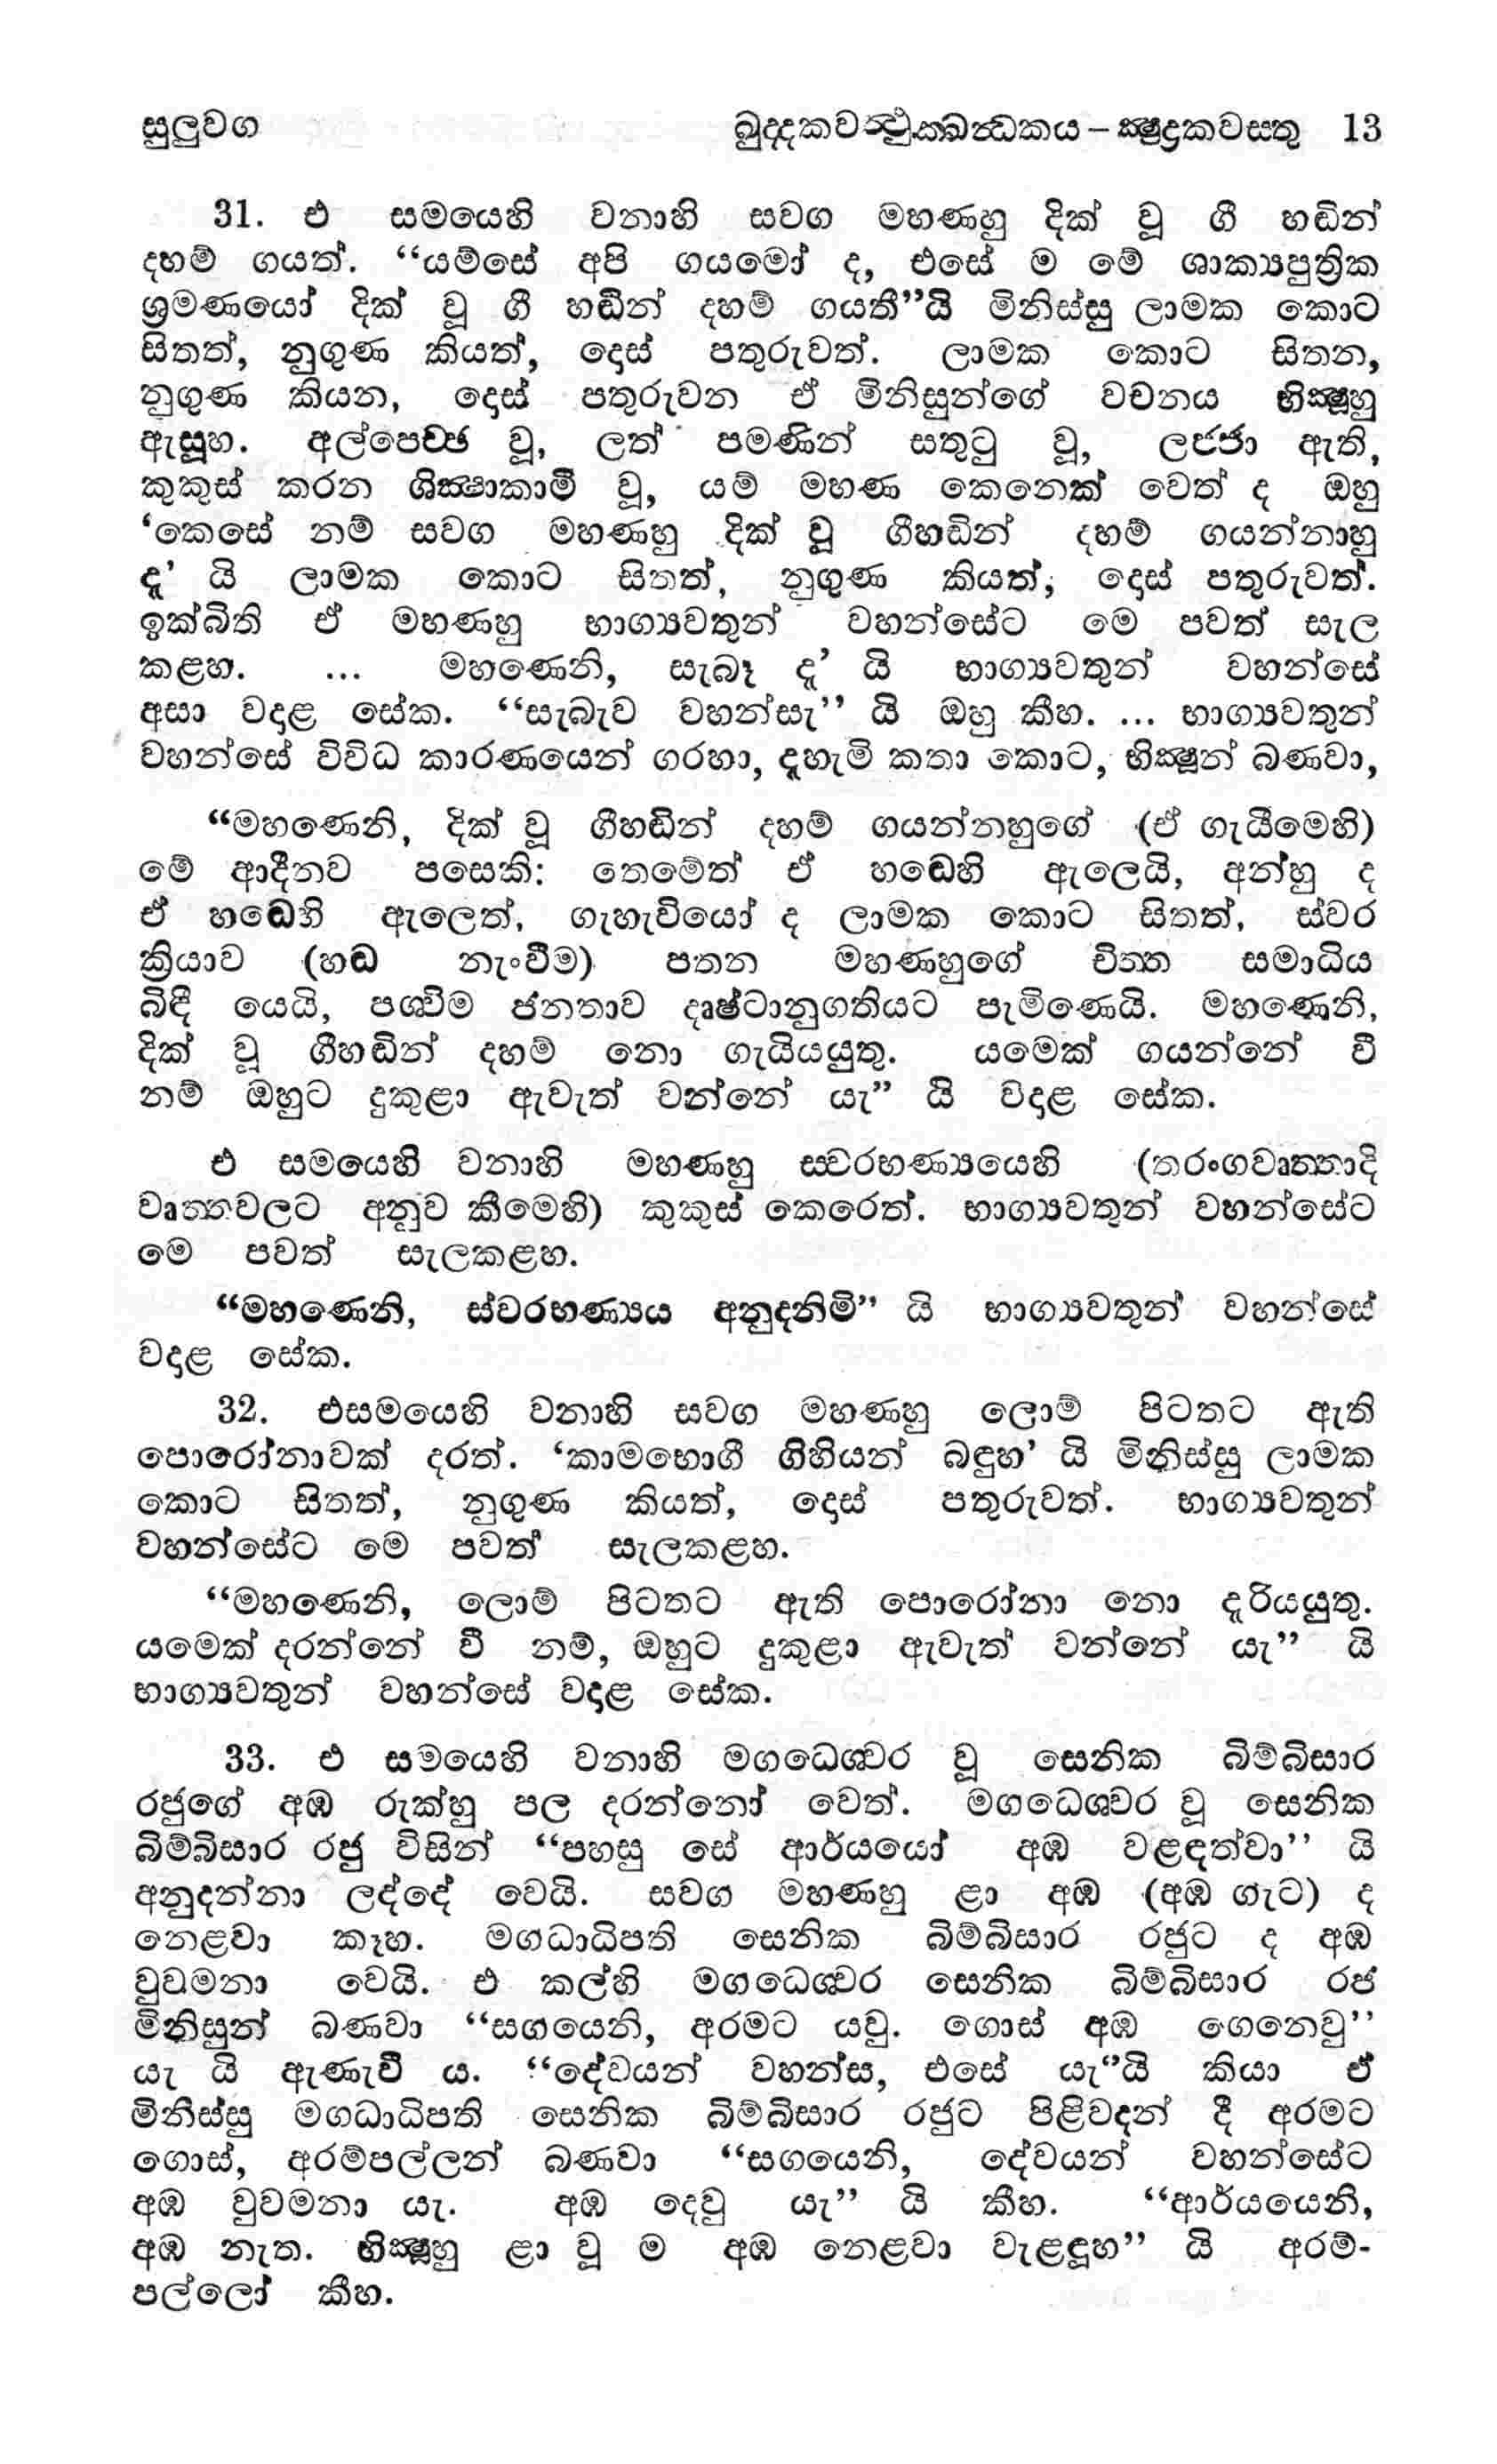 සුලුවග ඛුද්දකවත්‍ථුක්ඛන්‍ධකය – ක්‍ෂුද්‍රකවස්තු 13
31. එ සමයෙහි වනාහි සවග මහණහු දික් වූ ගී හඬින්
දහම් ගයත්. “යම්සේ අපි ගයමෝ ද, එසේ ම මේ ශාක්‍යපුත්‍රික
ශ්‍රමණයෝ දික් වූ ගී හඬින් දහම් ගයතී”යි මිනිස්සු ලාමක කොට
සිතත්, නුගුණ කියත්, දොස් පතුරුවත්. ලාමක කොට සිතන,
නුගුණ කියන, දොස් පතුරුවන ඒ මිනිසුන්ගේ වචනය භික්‍ෂූහු
ඇසූහ. අල්පෙච්ඡ වූ, ලත් පමණින් සතුටු වූ, ලජ්ජා ඇති,
කුකුස් කරන ශික්‍ෂාකාමී වූ, යම් මහණ කෙනෙක් වෙත් ද ඔහු
‘කෙසේ නම් සවග මහණහු දික් වූ ගීහඬින් දහම් ගයන්නාහු
දැ’ යි ලාමක කොට සිතත්, නුගුණ කියත්, දොස් පතුරුවත්.
ඉක්බිති ඒ මහණහු භාග්‍යවතුන් වහන්සේට මෙ පවත් සැල
කළහ. ... මහණෙනි, සැබෑ දැ’ යි භාග්‍යවතුන් වහන්සේ
අසා වදාළ සේක. “සැබැව වහන්සැ” යි ඔහු කීහ. ... භාග්‍යවතුන්
වහන්සේ විවිධ කාරණයෙන් ගරහා, දැහැමි කතා කොට, භික්‍ෂූන් බණවා,
“මහණෙනි, දික් වූ ගීහඬින් දහම් ගයන්නහුගේ (ඒ ගැයීමෙහි)
මේ ආදීනව පසෙකි: තෙමේත් ඒ හඬෙහි ඇලෙයි, අන්හු ද
ඒ හඬෙහි ඇලෙත්, ගැහැවියෝ ද ලාමක කොට සිතත්, ස්වර
ක්‍රියාව (හඬ නැංවීම) පතන මහණහුගේ චිත්ත සමාධිය
බිඳී යෙයි, පශ්චිම ජනතාව දෘෂ්ටානුගතියට පැමිණෙයි. මහණෙනි,
දික් වූ ගීහඬින් දහම් නො ගැයියයුතු. යමෙක් ගයන්නේ වී
නම් ඔහුට දුකුළා ඇවැත් වන්නේ යැ” යි වදාළ සේක.
එ සමයෙහි වනාහි මහණහු ස්වරභණ්‍යයෙහි (තරංගවෘත්තාදි
වෘත්තවලට අනුව කීමෙහි) කුකුස් කෙරෙත්. භාග්‍යවතුන් වහන්සේට
මෙ පවත් සැලකළහ.
“මහණෙනි, ස්වරභණ්‍යය අනුදනිමි” යි භාග්‍යවතුන් වහන්සේ
වදාළ සේක.
32. එසමයෙහි වනාහි සවග මහණහු ලොම් පිටතට ඇති
පොරෝනාවක් දරත්. ‘කාමභොගී ගිහියන් බඳුහ’ යි මිනිස්සු ලාමක
කොට සිතත්, නුගුණ කියත්, දොස් පතුරුවත්. භාග්‍යවතුන්
වහන්සේට මෙ පවත් සැලකළහ.
“මහණෙනි, ලොම් පිටතට ඇති පොරෝනා නො දැරියයුතු.
යමෙක් දරන්නේ වී නම්, ඔහුට දුකුළා ඇවැත් වන්නේ යැ” යි
භාග්‍යවතුන් වහන්සේ වදාළ සේක.
33. එ සමයෙහි වනාහි මගධෙශ්වර වූ සෙනික බිම්බිසාර
රජුගේ අඹ රුක්හු පල දරන්නෝ වෙත්. මගධෙශ්වර වූ සෙනික
බිම්බිසාර රජු විසින් “පහසු සේ ආර්යයෝ අඹ වළඳත්වා” යි
අනුදන්නා ලද්දේ වෙයි. සවග මහණහු ළා අඹ (අඹ ගැට) ද
නෙළවා කෑහ. මගධාධිපති සෙනික බිම්බිසාර රජුට ද අඹ
වුවමනා වෙයි. එ කල්හි මගධෙශ්වර සෙනික බිම්බිසාර රජ
මිනිසුන් බණවා “සගයෙනි, අරමට යවු. ගොස් අඹ ගෙනෙවු”
යැ යි ඇණැවී ය. “දේවයන් වහන්ස, එසේ යැ”යි කියා ඒ
මිනිස්සු මගධාධිපති සෙනික බිම්බිසාර රජුට පිළිවදන් දී අරමට
ගොස්, අරම්පල්ලන් බණවා “සගයෙනි, දේවයන් වහන්සේට
අඹ වුවමනා යැ. අඹ දෙවු යැ” යි කීහ. “ආර්යයෙනි,
අඹ නැත. භික්‍ෂූහු ළා වූ ම අඹ නෙළවා වැළඳූහ” යි අරම්-
පල්ලෝ කීහ.